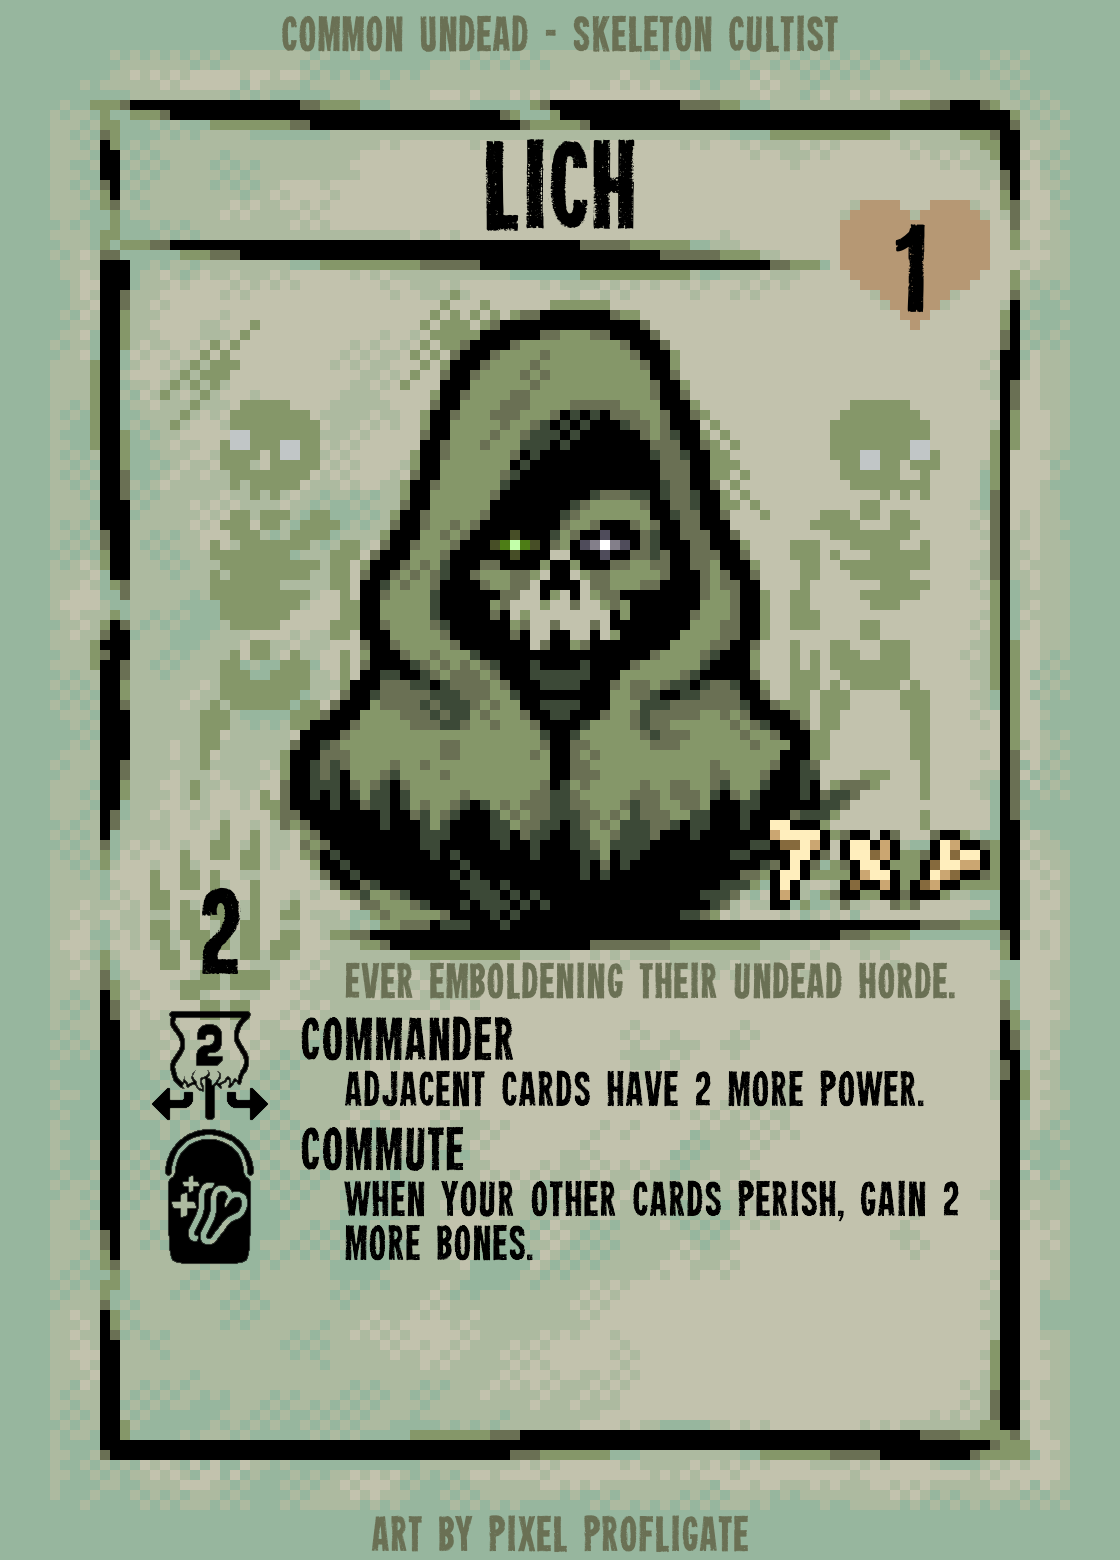 COMMON UNDEAD - SKELETON CULTIST
LICH
1
7 X
2
EVER EMBOLDENING THEIR UNDEAD HORDE.
2
COMMANDER
ADJACENT CARDS HAVE 2 MORE POWER.
COMMUTE
WHEN YOUR OTHER CARDS PERISH, GAIN 2
MORE BONES.
ART BY PIXEL PROFLIGATE